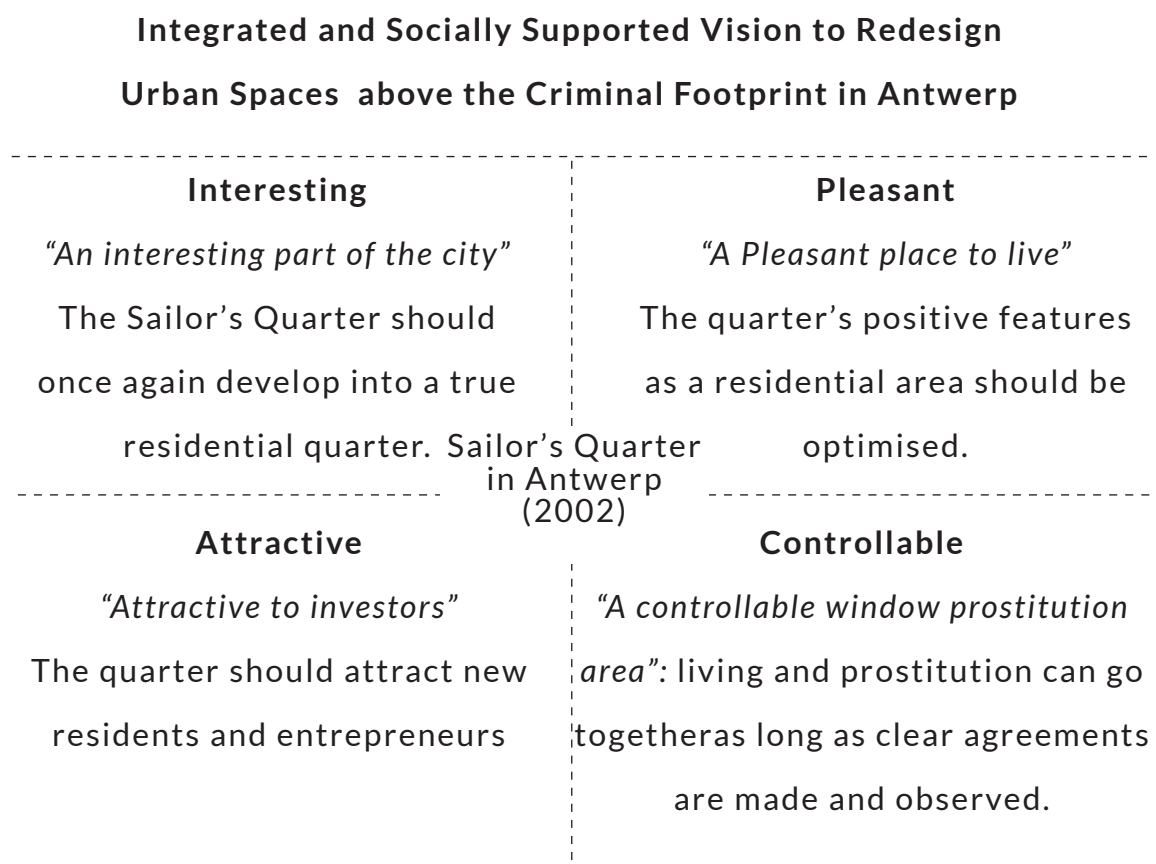 Integrated and Socially Supported Vision to Redesign
Urban Spaces above the Criminal Footprint in Antwerp
Interesting
“An interesting part of the city”
The Sailor’s Quarter should
once again develop into a true
residential quarter.
Pleasant
“A Pleasant place to live”
The quarter’s positive features
as a residential area should be
optimised.
Sailor’s Quarter
in Antwerp
(2002)
Attractive
“Attractive to investors”
The quarter should attract new
residents and entrepreneurs
Controllable
“A controllable window prostitution
area”: living and prostitution can go
togetheras long as clear agreements
are made and observed.